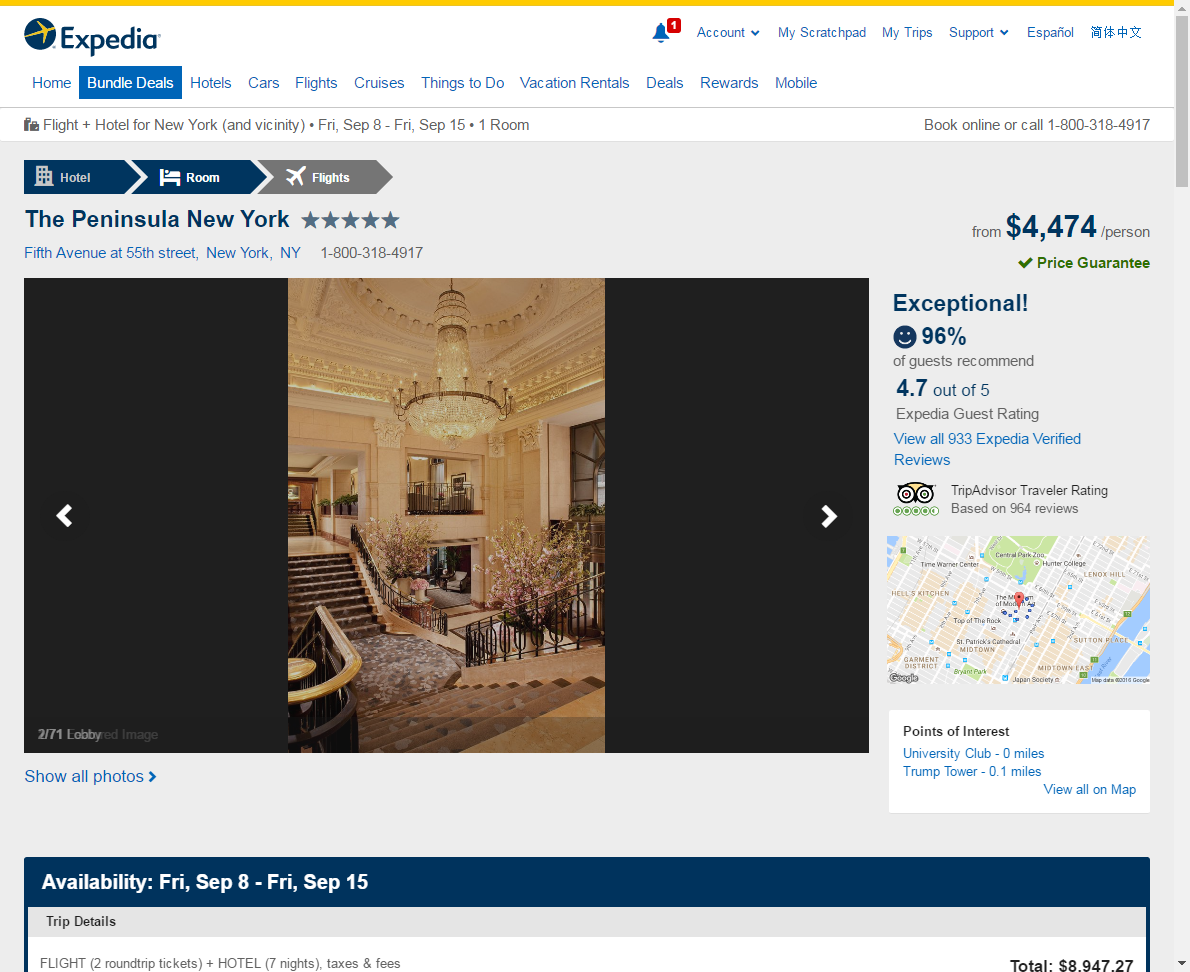 Expedia
1
Account
My Scratchpad
My Trips
Support
Español
简体中文
Home
Bundle Deals
Hotels
Cars
Flights
Cruises
Things to Do
Vacation Rentals
Deals
Rewards
Mobile
Flight + Hotel for New York (and vicinity) • Fri, Sep 8 - Fri, Sep 15 • 1 Room
Book online or call 1-800-318-4917
Hotel
Room
Flights
The Peninsula New York
from $4,474 /person
Fifth Avenue at 55th street, New York, NY 1-800-318-4917
Price Guarantee
Exceptional!
96%
of guests recommend
4.7 out of 5
Expedia Guest Rating
View all 933 Expedia Verified
Reviews
TripAdvisor Traveler Rating
Based on 964 reviews
Central Park Zoo
Time Warner Center
Hunter College
LENOX HILL
HELL'S KITCHEN
Top of The Rock
St. Patrick's Cathedral
SUTTON PLACE
MIDTOWN
GARMENT
DISTRICT
Bryant Park
MIDTOWN EAST
Japan Society
Google
Map data ©2016 Google
2/71 Lobby
Image
Show all photos
Points of Interest
University Club - 0 miles
Trump Tower - 0.1 miles
View all on Map
Availability: Fri, Sep 8 - Fri, Sep 15
Trip Details
FLIGHT (2 roundtrip tickets) + HOTEL (7 nights), taxes & fees
Total: $8,947.27